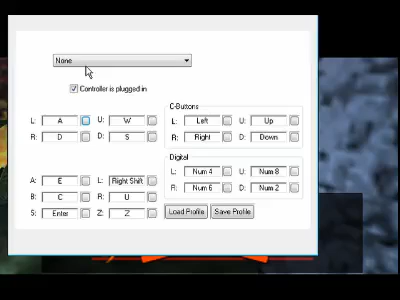 None
Controller is plugged in
C-Buttons
L: A U: W L: Left U: Up
R: D D: S R: Right D: Down
Digital
L: Num 4 U: Num 8
A: E L: Right Shift R: Num 6 D: Num 2
B: C R: U
S: Enter Z: Z Load Profile Save Profile